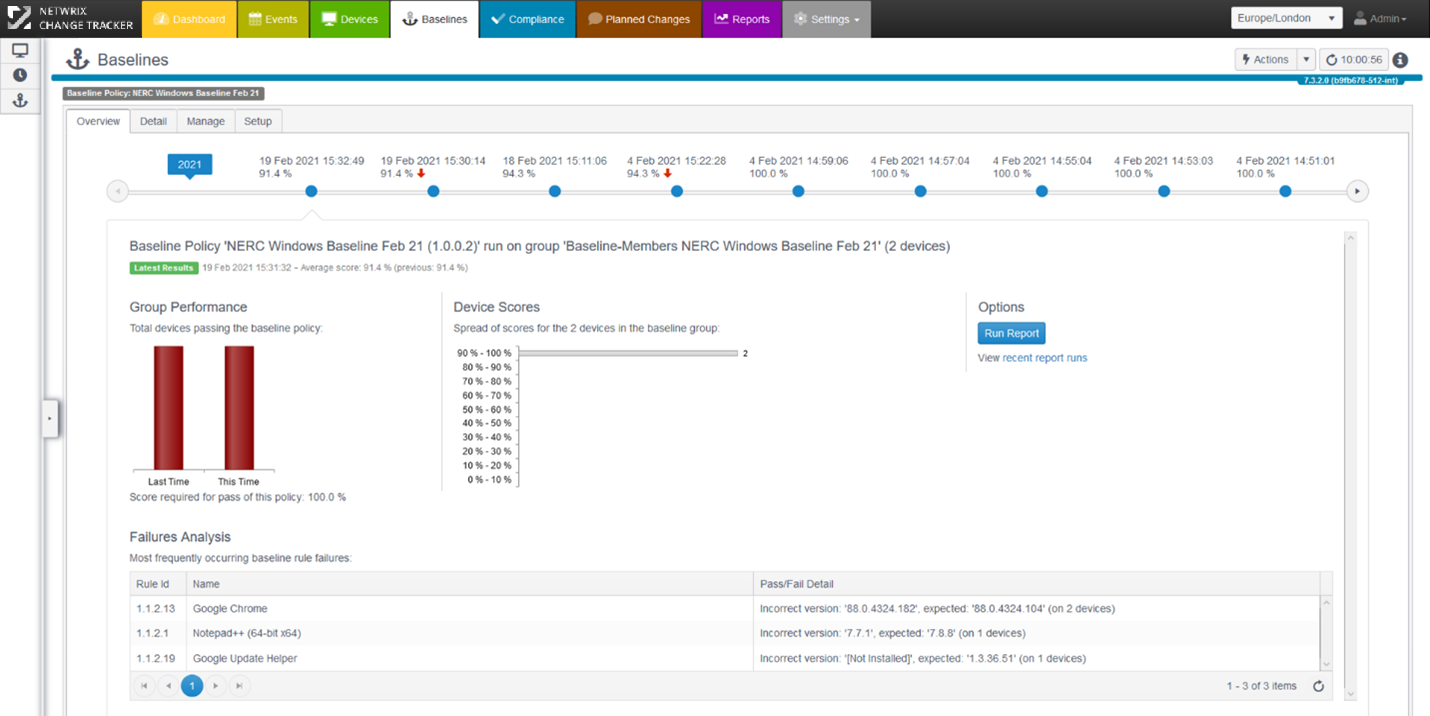 NETWRIX
CHANGE TRACKER
Dashboard
Events
Devices
Baselines
Compliance
Planned Changes
Reports
Settings
Europe/London
Admin
Baselines
Actions
10:00:56
7.3.2.0 (b9fb678-512-int)
Baseline Policy: NERC Windows Baseline Feb 21
Overview
Detail
Manage
Setup
2021
19 Feb 2021 15:32:49
91.4 %
19 Feb 2021 15:30:14
91.4 %
18 Feb 2021 15:11:06
94.3 %
4 Feb 2021 15:22:28
94.3 %
4 Feb 2021 14:59:06
100.0 %
4 Feb 2021 14:57:04
100.0 %
4 Feb 2021 14:55:04
100.0 %
4 Feb 2021 14:53:03
100.0 %
4 Feb 2021 14:51:01
100.0 %
Baseline Policy 'NERC Windows Baseline Feb 21 (1.0.0.2)' run on group 'Baseline-Members NERC Windows Baseline Feb 21' (2 devices)
Latest Results 19 Feb 2021 15:31:32 - Average score: 91.4 % (previous: 91.4 %)
Group Performance
Total devices passing the baseline policy:
Last Time
This Time
Score required for pass of this policy: 100.0 %
Device Scores
Spread of scores for the 2 devices in the baseline group:
90 % - 100 % 2
80 % - 90 %
70 % - 80 %
60 % - 70 %
50 % - 60 %
40 % - 50 %
30 % - 40 %
20 % - 30 %
10 % - 20 %
0 % - 10 %
Options
Run Report
View recent report runs
Failures Analysis
Most frequently occurring baseline rule failures:
Rule Id Name Pass/Fail Detail
1.1.2.13 Google Chrome Incorrect version: '88.0.4324.182', expected: '88.0.4324.104' (on 2 devices)
1.1.2.1 Notepad++ (64-bit x64) Incorrect version: '7.7.1', expected: '7.8.8' (on 1 devices)
1.1.2.19 Google Update Helper Incorrect version: '[Not Installed]', expected: '1.3.36.51' (on 1 devices)
1
1 - 3 of 3 items